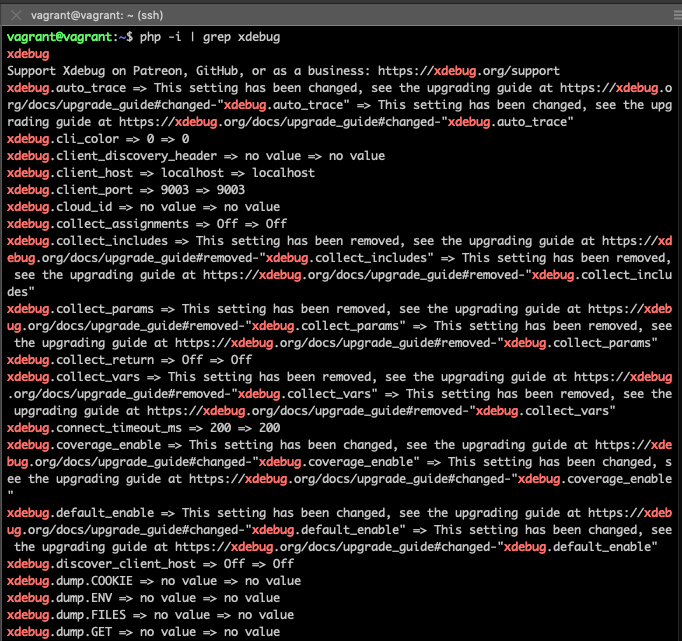 vagrant@vagrant: ~ (ssh)
vagrant@vagrant:~$ php -i | grep xdebug
xdebug
Support Xdebug on Patreon, GitHub, or as a business: https://xdebug.org/support
xdebug.auto_trace => This setting has been changed, see the upgrading guide at https://xdebug.o
rg/docs/upgrade_guide#changed-"xdebug.auto_trace" => This setting has been changed, see the upg
rading guide at https://xdebug.org/docs/upgrade_guide#changed-"xdebug.auto_trace"
xdebug.cli_color => 0 => 0
xdebug.client_discovery_header => no value => no value
xdebug.client_host => localhost => localhost
xdebug.client_port => 9003 => 9003
xdebug.cloud_id => no value => no value
xdebug.collect_assignments => Off => Off
xdebug.collect_includes => This setting has been removed, see the upgrading guide at https://xd
ebug.org/docs/upgrade_guide#removed-"xdebug.collect_includes" => This setting has been removed,
 see the upgrading guide at https://xdebug.org/docs/upgrade_guide#removed-"xdebug.collect_inclu
des"
xdebug.collect_params => This setting has been removed, see the upgrading guide at https://xdeb
ug.org/docs/upgrade_guide#removed-"xdebug.collect_params" => This setting has been removed, see
 the upgrading guide at https://xdebug.org/docs/upgrade_guide#removed-"xdebug.collect_params"
xdebug.collect_return => Off => Off
xdebug.collect_vars => This setting has been removed, see the upgrading guide at https://xdebug
.org/docs/upgrade_guide#removed-"xdebug.collect_vars" => This setting has been removed, see the
 upgrading guide at https://xdebug.org/docs/upgrade_guide#removed-"xdebug.collect_vars"
xdebug.connect_timeout_ms => 200 => 200
xdebug.coverage_enable => This setting has been changed, see the upgrading guide at https://xde
bug.org/docs/upgrade_guide#changed-"xdebug.coverage_enable" => This setting has been changed, s
ee the upgrading guide at https://xdebug.org/docs/upgrade_guide#changed-"xdebug.coverage_enable
"
xdebug.default_enable => This setting has been changed, see the upgrading guide at https://xdeb
ug.org/docs/upgrade_guide#changed-"xdebug.default_enable" => This setting has been changed, see
 the upgrading guide at https://xdebug.org/docs/upgrade_guide#changed-"xdebug.default_enable"
xdebug.discover_client_host => Off => Off
xdebug.dump.COOKIE => no value => no value
xdebug.dump.ENV => no value => no value
xdebug.dump.FILES => no value => no value
xdebug.dump.GET => no value => no value